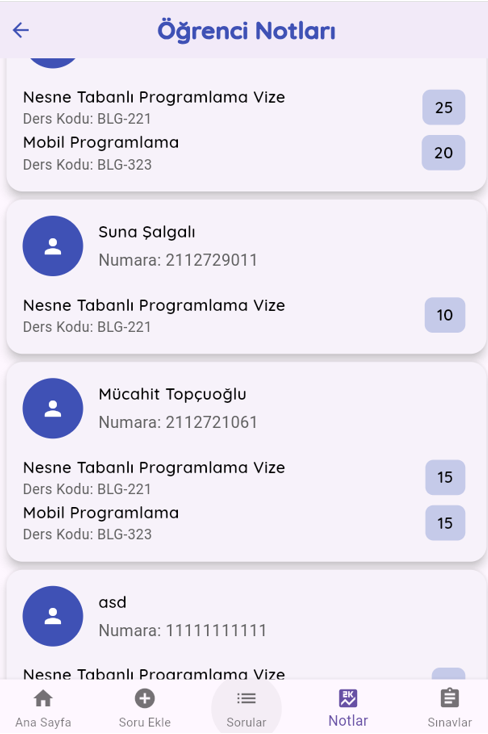 Öğrenci Notları
Nesne Tabanlı Programlama Vize
Ders Kodu: BLG-221
25
Mobil Programlama
Ders Kodu: BLG-323
20
Suna Şalgalı
Numara: 2112729011
Nesne Tabanlı Programlama Vize
Ders Kodu: BLG-221
10
Mücahit Topçuoğlu
Numara: 2112721061
Nesne Tabanlı Programlama Vize
Ders Kodu: BLG-221
15
Mobil Programlama
Ders Kodu: BLG-323
15
asd
Numara: 11111111111
Nesne Tabanlı Programlama Vize
Ana Sayfa
Soru Ekle
Sorular
Notlar
Sınavlar